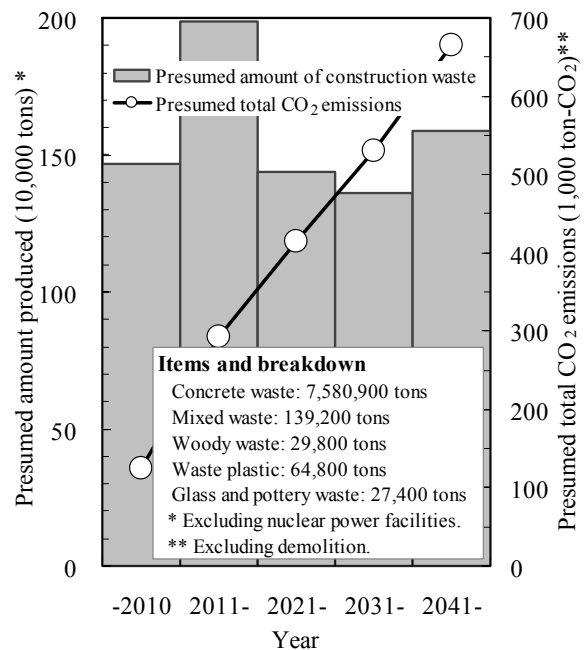 200
150
100
50
0
Presumed amount produced (10,000 tons) *
700
600
500
400
300
200
100
0
Presumed total CO2 emissions (1,000 ton-CO2)**
Presumed amount of construction waste
Presumed total CO2 emissions
Items and breakdown
Concrete waste: 7,580,900 tons
Mixed waste: 139,200 tons
Woody waste: 29,800 tons
Waste plastic: 64,800 tons
Glass and pottery waste: 27,400 tons
* Excluding nuclear power facilities.
** Excluding demolition.
-2010 2011- 2021- 2031- 2041-
Year